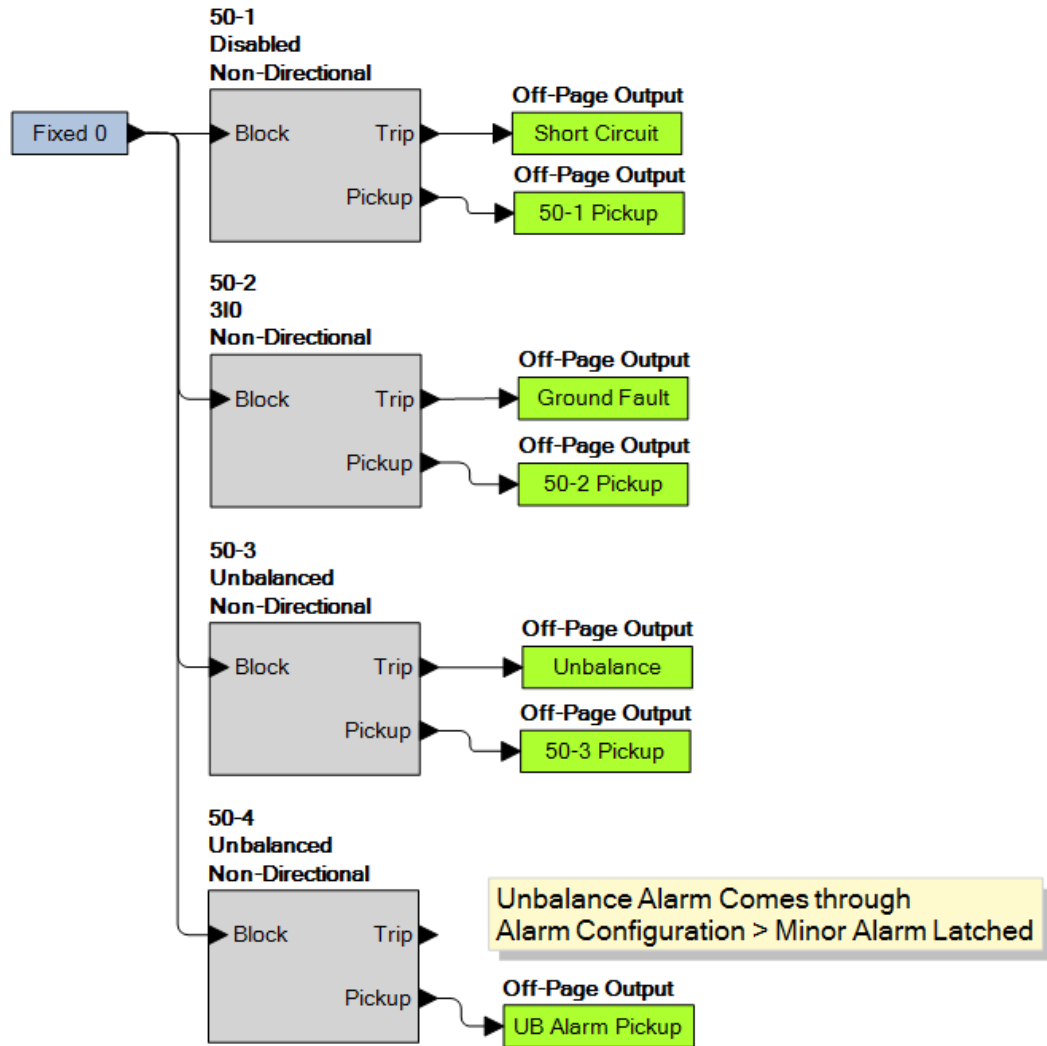 50-1
Disabled
Non-Directional
Off-Page Output
Fixed 0
Block
Trip
Short Circuit
Off-Page Output
Pickup
50-1 Pickup
50-2
3I0
Non-Directional
Off-Page Output
Block
Trip
Ground Fault
Off-Page Output
Pickup
50-2 Pickup
50-3
Unbalanced
Non-Directional
Off-Page Output
Block
Trip
Unbalance
Off-Page Output
Pickup
50-3 Pickup
50-4
Unbalanced
Non-Directional
Unbalance Alarm Comes through
Alarm Configuration > Minor Alarm Latched
Block
Trip
Off-Page Output
Pickup
UB Alarm Pickup